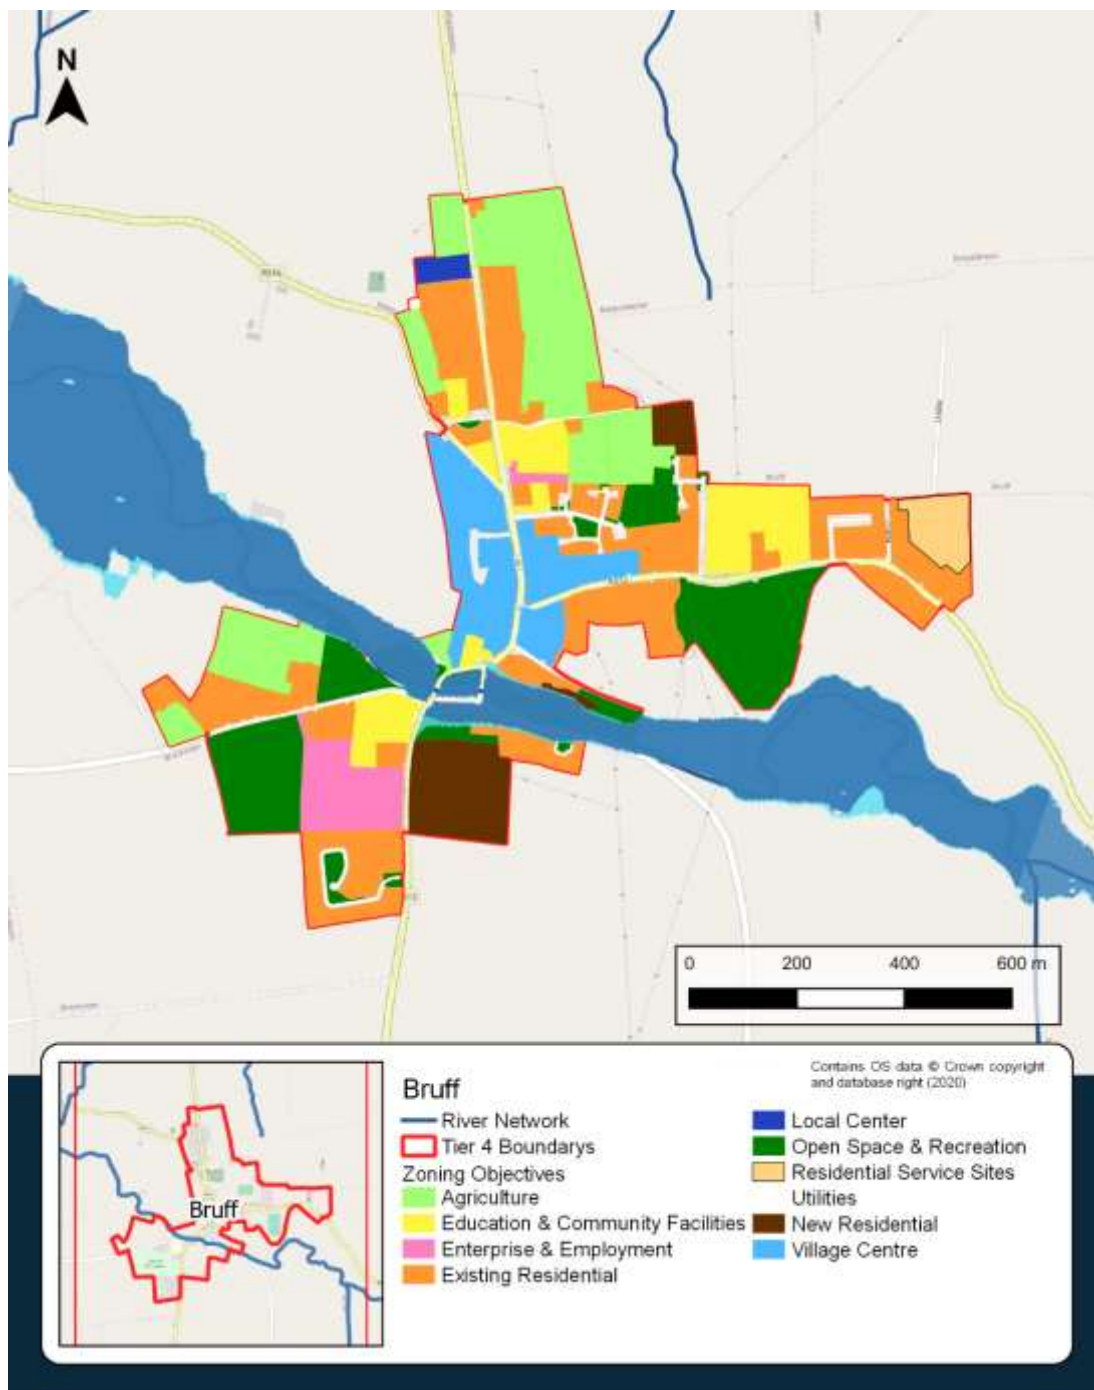 N
0 200 400 600 m
Contains OS data © Crown copyright
and database right (2020)
Bruff
River Network
Tier 4 Boundarys
Zoning Objectives
Agriculture
Education & Community Facilities
Enterprise & Employment
Existing Residential
Local Center
Open Space & Recreation
Residential Service Sites
Utilities
New Residential
Village Centre
Bruff